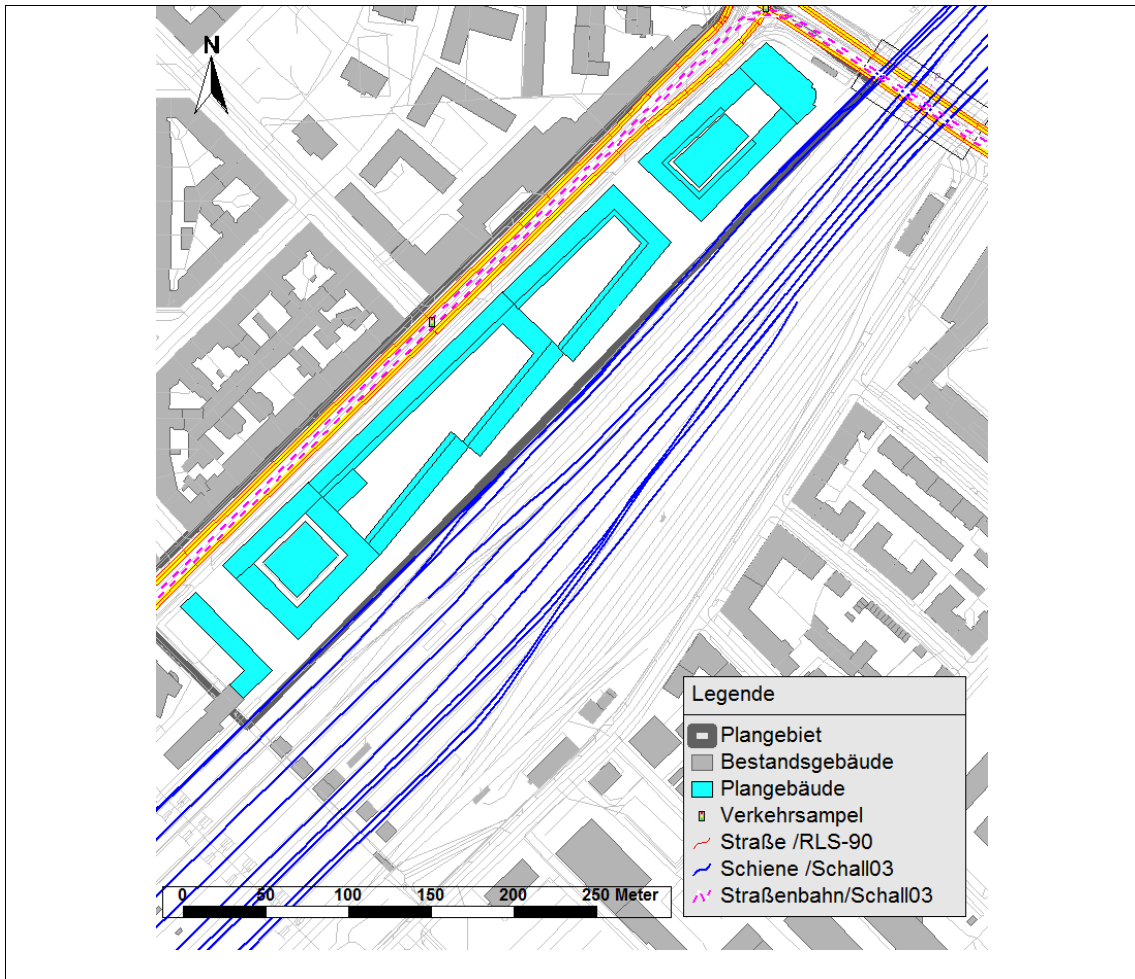 N
Legende
Plangebiet
Bestandsgebäude
Plangebäude
Verkehrsampel
Straße /RLS-90
Schiene /Schall03
Straßenbahn/Schall03
0 50 100 150 200 250 Meter